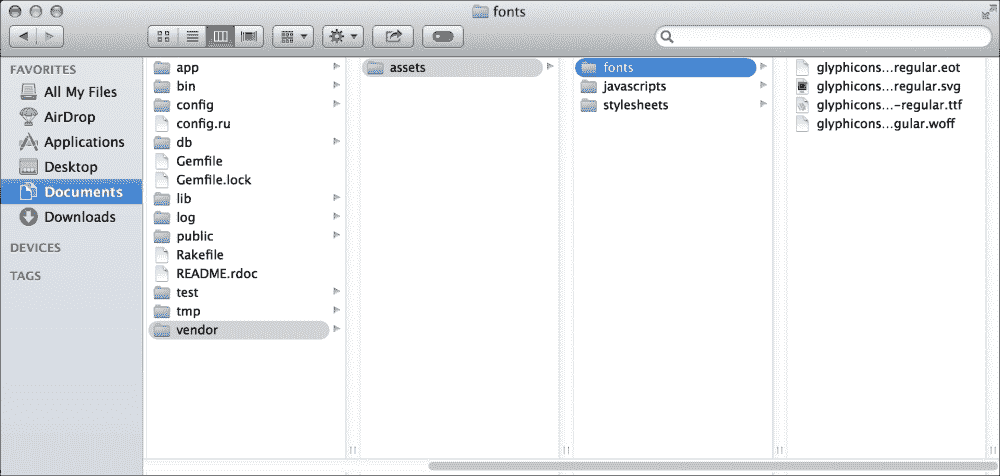 fonts
FAVORITES
All My Files
AirDrop
Applications
Desktop
Documents
Downloads
DEVICES
TAGS
app
bin
config
config.ru
db
Gemfile
Gemfile.lock
lib
log
public
Rakefile
README.rdoc
test
tmp
vendor
assets
fonts
javascripts
stylesheets
glyphicons...regular.eot
glyphicons...regular.svg
glyphicons...-regular.ttf
glyphicons...gular.woff